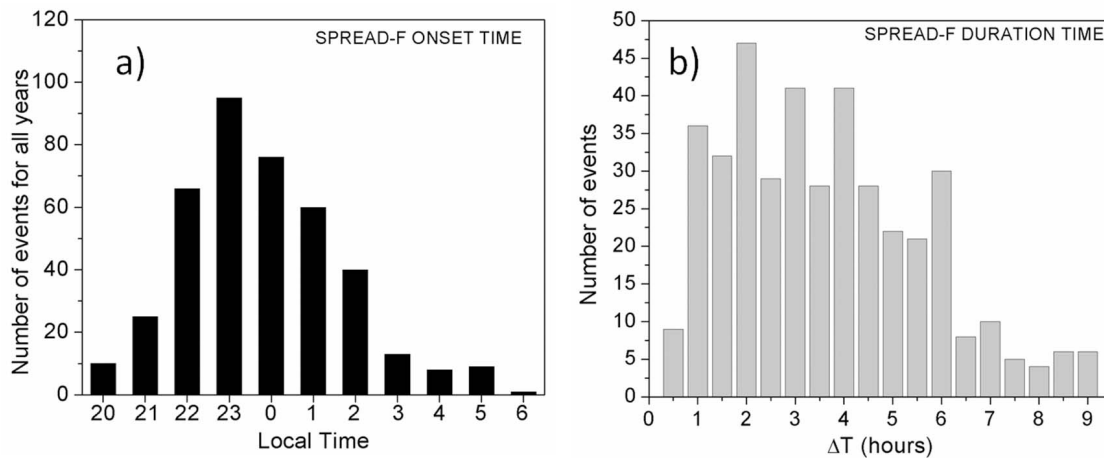 SPREAD-F ONSET TIME
a)
Number of events for all years
120
100
80
60
40
20
0
20 21 22 23 0 1 2 3 4 5 6
Local Time
SPREAD-F DURATION TIME
b)
Number of events
50
45
40
35
30
25
20
15
10
5
0
0 1 2 3 4 5 6 7 8 9
ΔT (hours)